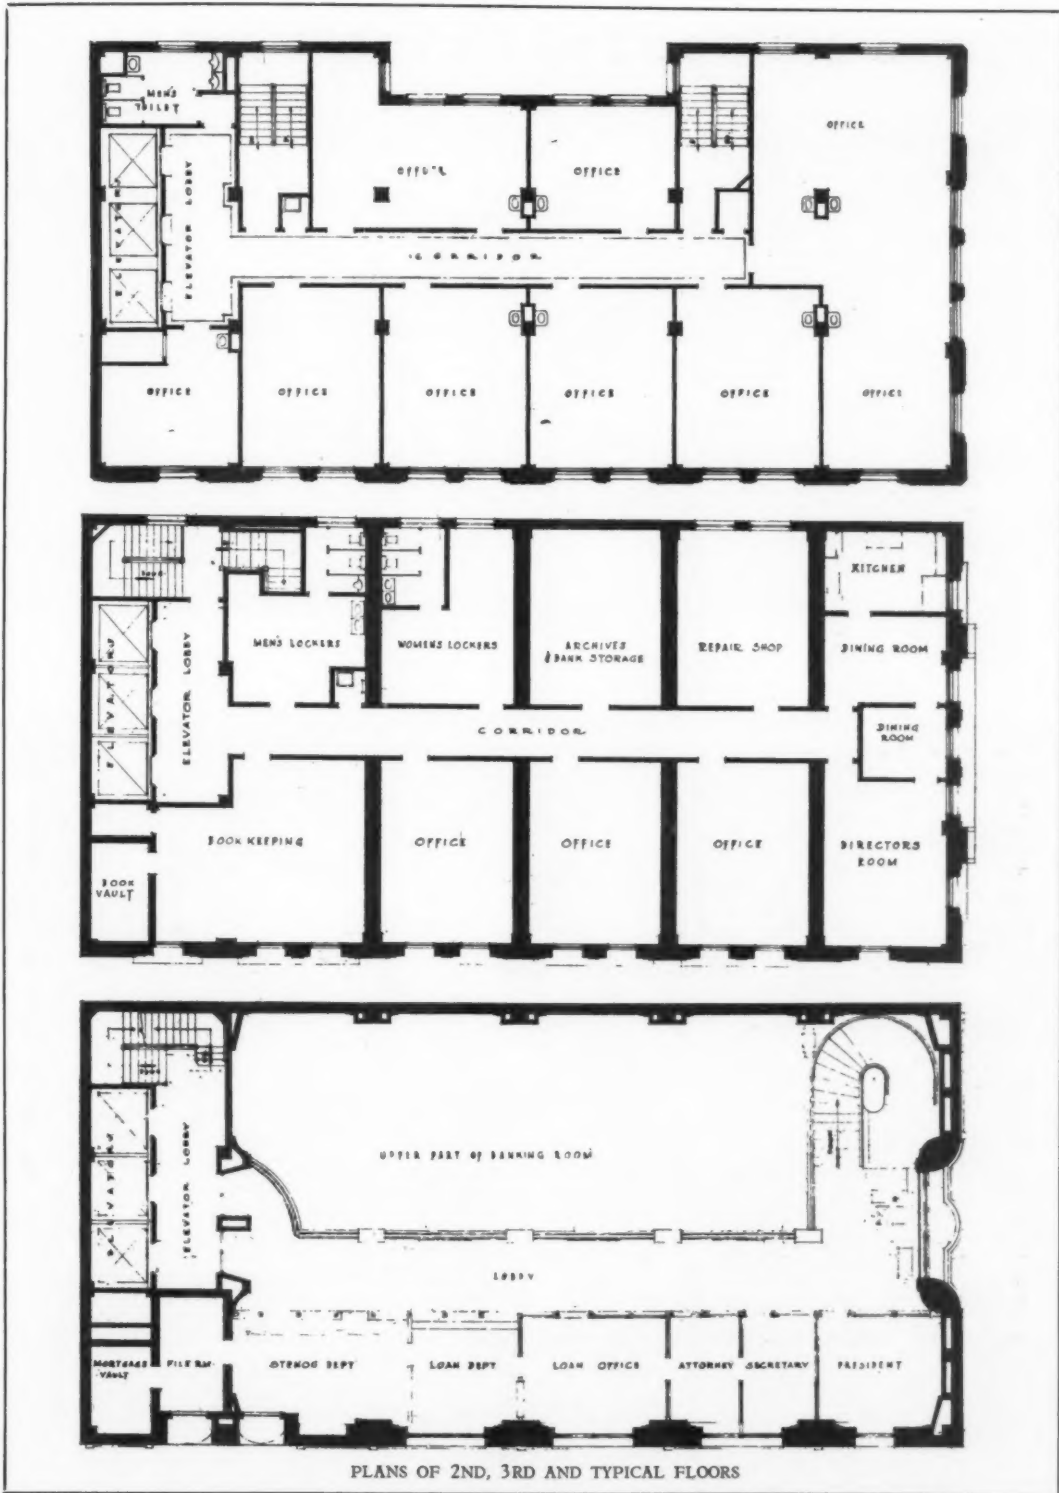 MEN'S
TOILET
OFFICE
OFFICE
OFFICE
ELEVATORS
ELEVATOR LOBBY
CORRIDOR
OFFICE
OFFICE
OFFICE
OFFICE
OFFICE
OFFICE
KITCHEN
MEN'S LOCKERS
WOMENS LOCKERS
ARCHIVES
& BANK STORAGE
REPAIR SHOP
DINING ROOM
ELEVATORS
ELEVATOR LOBBY
CORRIDOR
DINING
ROOM
BOOK KEEPING
OFFICE
OFFICE
OFFICE
DIRECTORS
ROOM
BOOK
VAULT
ELEVATORS
ELEVATOR LOBBY
UPPER PART OF BANKING ROOM
LOBBY
MORTGAGE
VAULT
FILE RM
STENOG DEPT
LOAN DEPT
LOAN OFFICE
ATTORNEY
SECRETARY
PRESIDENT
PLANS OF 2ND, 3RD AND TYPICAL FLOORS